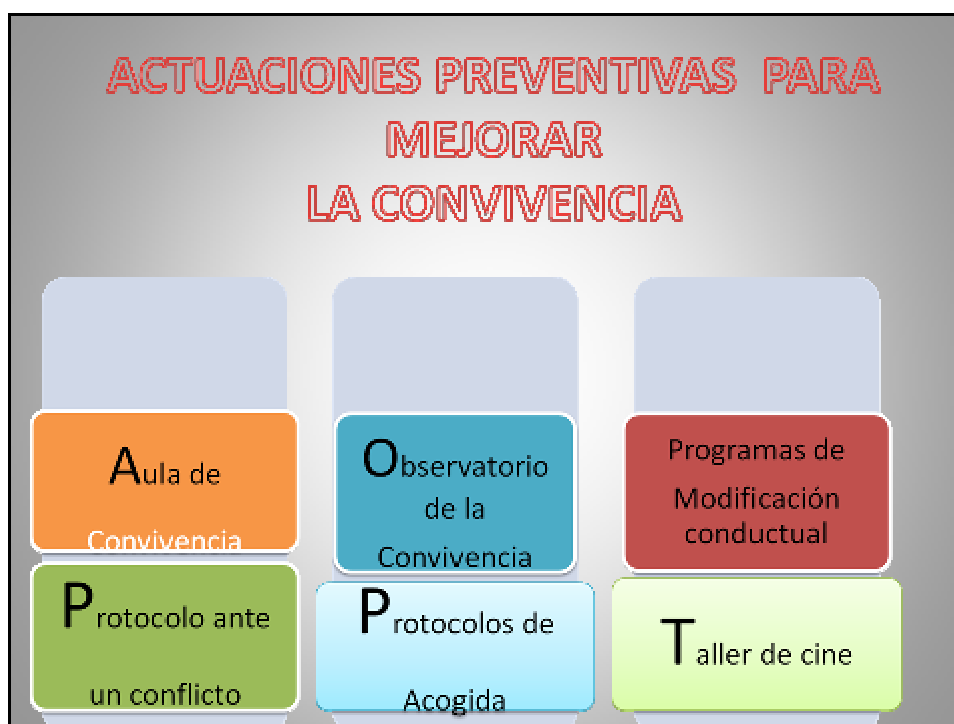 ACTUACIONES PREVENTIVAS PARA
MEJORAR
LA CONVIVENCIA
Aula de
Convivencia
Observatorio
de la
Convivencia
Programas de
Modificación
conductual
Protocolo ante
un conflicto
Protocolos de
Acogida
Taller de cine